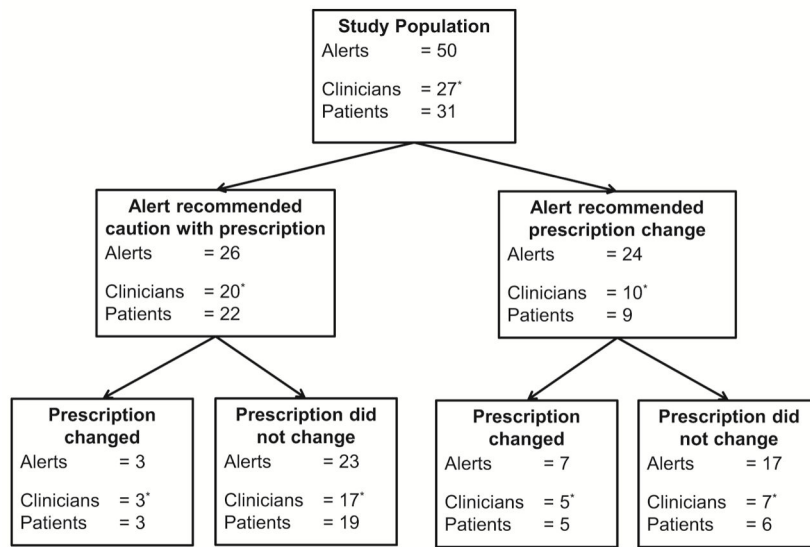 Study Population
Alerts = 50
Clinicians = 27*
Patients = 31
Alert recommended
caution with prescription
Alerts = 26
Clinicians = 20*
Patients = 22
Alert recommended
prescription change
Alerts = 24
Clinicians = 10*
Patients = 9
Prescription
changed
Alerts = 3
Clinicians = 3*
Patients = 3
Prescription did
not change
Alerts = 23
Clinicians = 17*
Patients = 19
Prescription
changed
Alerts = 7
Clinicians = 5*
Patients = 5
Prescription did
not change
Alerts = 17
Clinicians = 7*
Patients = 6